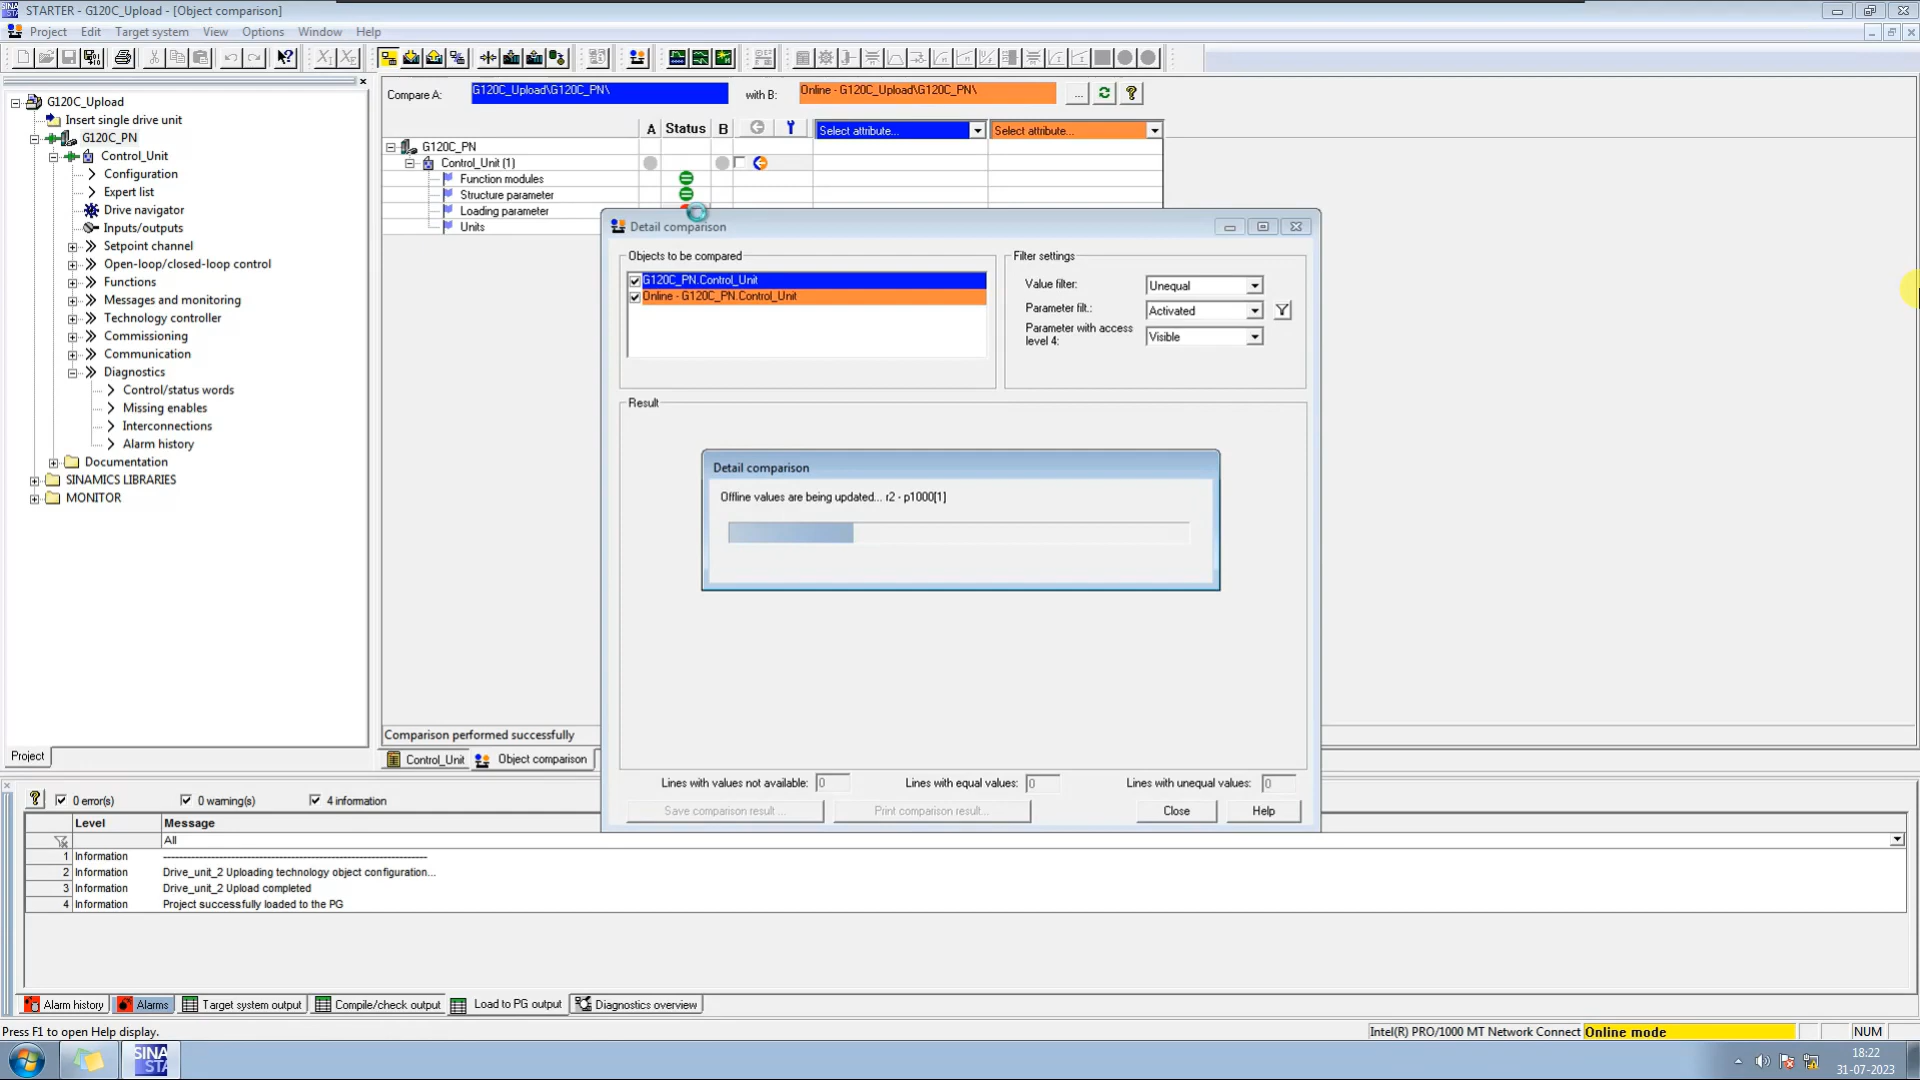 STARTER - G120C_Upload - [Object comparison]
Project Edit Target system View Options Window Help
Compare A: G120C_Upload\G120C_PN\ with B: Online - G120C_Upload\G120C_PN\ ...
A Status B Select attribute... Select attribute...
G120C_PN
Control_Unit (1)
Function modules
Structure parameter
Loading parameter
Units
G120C_Upload
Insert single drive unit
G120C_PN
Control_Unit
Configuration
Expert list
Drive navigator
Inputs/outputs
Setpoint channel
Open-loop/closed-loop control
Functions
Messages and monitoring
Technology controller
Commissioning
Communication
Diagnostics
Control/status words
Missing enables
Interconnections
Alarm history
Documentation
SINAMICS LIBRARIES
MONITOR
Project
Detail comparison
Objects to be compared
G120C_PN.Control_Unit
Online - G120C_PN.Control_Unit
Filter settings
Value filter: Unequal
Parameter filt.: Activated
Parameter with access level 4: Visible
Result
Detail comparison
Offline values are being updated... r2 - p1000[1]
Lines with values not available: 0 Lines with equal values: 0 Lines with unequal values: 0
Save comparison result ... Print comparison result... Close Help
Comparison performed successfully
Control_Unit Object comparison
0 error(s) 0 warning(s) 4 information
Level Message
All
1 Information ----------------------------------------------------------------
2 Information Drive_unit_2 Uploading technology object configuration...
3 Information Drive_unit_2 Upload completed
4 Information Project successfully loaded to the PG
Alarm history Alarms Target system output Compile/check output Load to PG output Diagnostics overview
Press F1 to open Help display. Intel(R) PRO/1000 MT Network Connect Online mode NUM
SINA
STA
18:22
31-07-2023